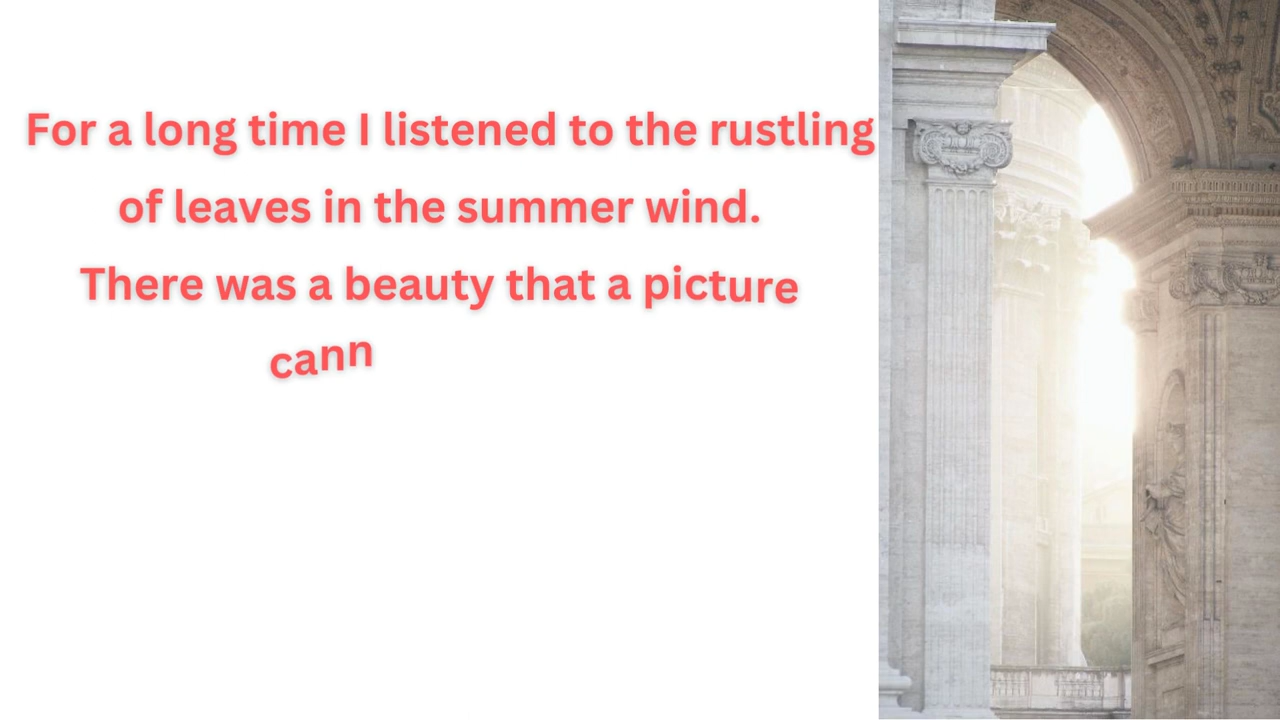 For a long time I listened to the rustling
of leaves in the summer wind.
There was a beauty that a picture
cann